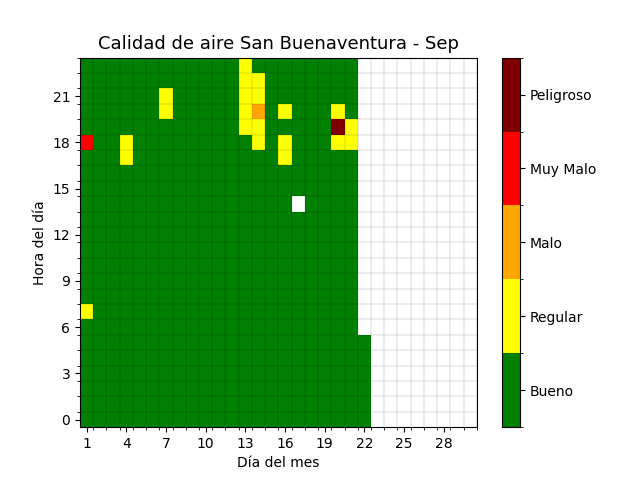 Calidad de aire San Buenaventura - Sep
Hora del día
21
18
15
12
9
6
3
0
1 4 7 10 13 16 19 22 25 28
Día del mes
Peligroso
Muy Malo
Malo
Regular
Bueno